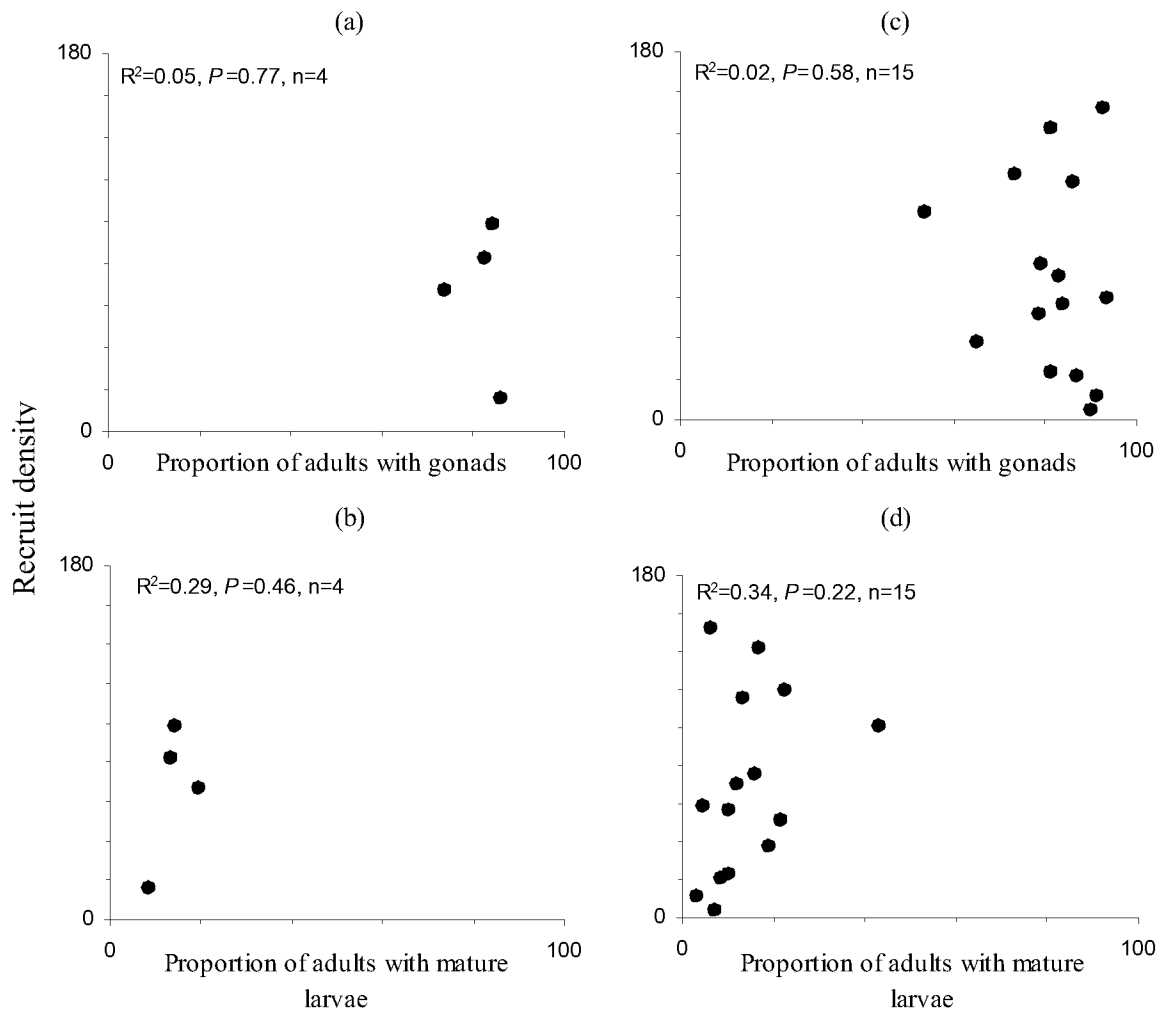 (a)
180
R²=0.05, P=0.77, n=4
0
0
Proportion of adults with gonads
100
(c)
180
R²=0.02, P=0.58, n=15
0
0
Proportion of adults with gonads
100
Recruit density
(b)
180
R²=0.29, P=0.46, n=4
0
0
Proportion of adults with mature
larvae
100
(d)
180
R²=0.34, P=0.22, n=15
0
0
Proportion of adults with mature
larvae
100